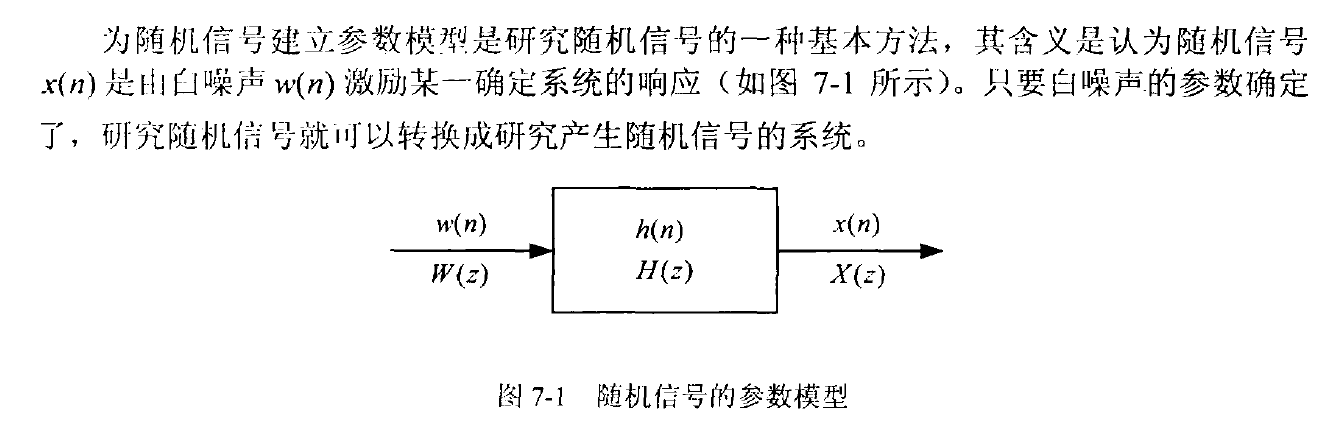 为随机信号建立参数模型是研究随机信号的一种基本方法，其含义是认为随机信号
x(n)是由白噪声w(n)激励某一确定系统的响应（如图 7-1 所示）。只要白噪声的参数确定
了，研究随机信号就可以转换成研究产生随机信号的系统。
w(n) h(n) x(n)
W(z) H(z) X(z)
图 7-1 随机信号的参数模型